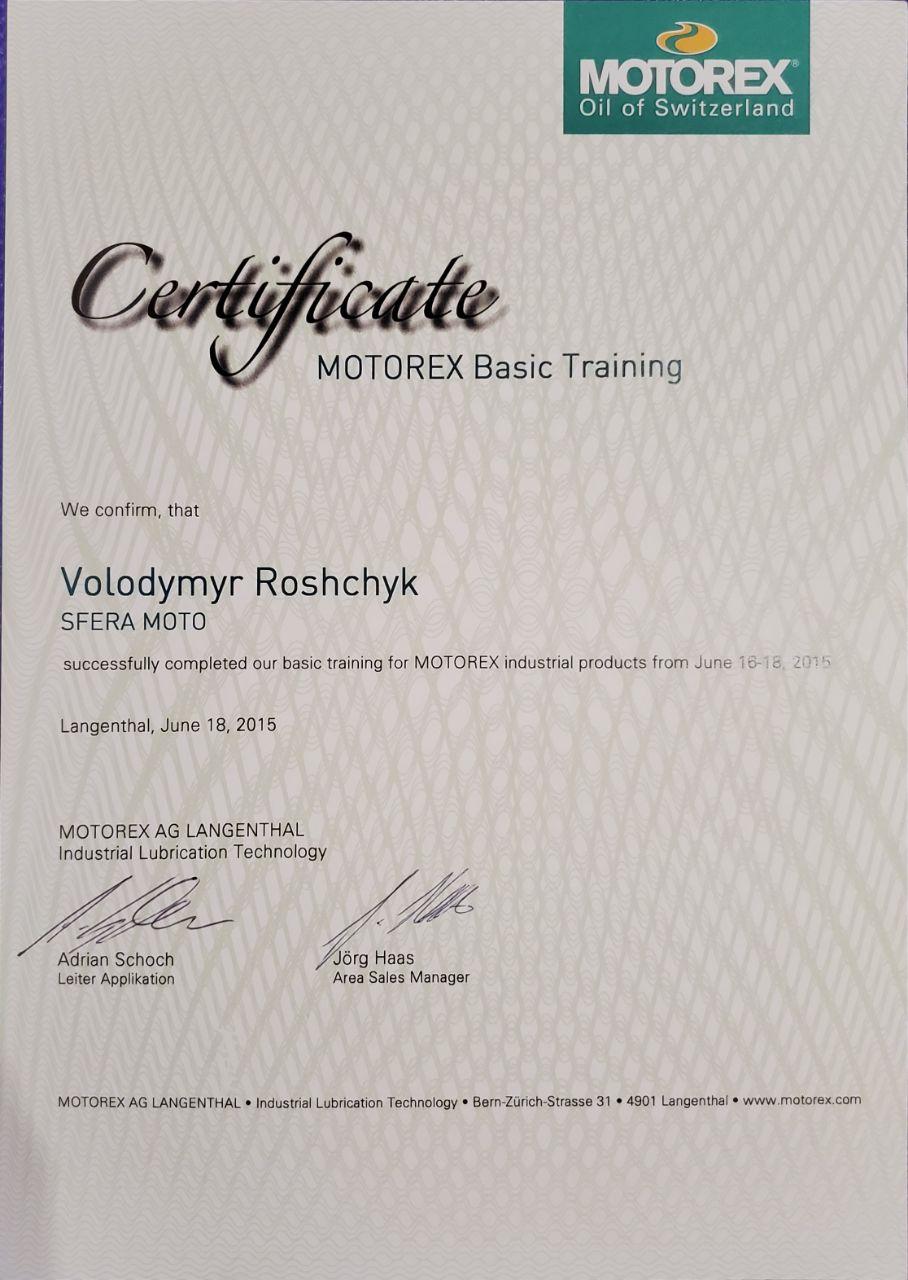 MOTOREX®
Oil of Switzerland
Certificate
MOTOREX Basic Training
We confirm, that
Volodymyr Roshchyk
SFERA MOTO
successfully completed our basic training for MOTOREX industrial products from June 16-18, 2015
Langenthal, June 18, 2015
MOTOREX AG LANGENTHAL
Industrial Lubrication Technology
Adrian Schoch
Leiter Applikation
Jörg Haas
Area Sales Manager
MOTOREX AG LANGENTHAL • Industrial Lubrication Technology • Bern-Zürich-Strasse 31 • 4901 Langenthal • www.motorex.com